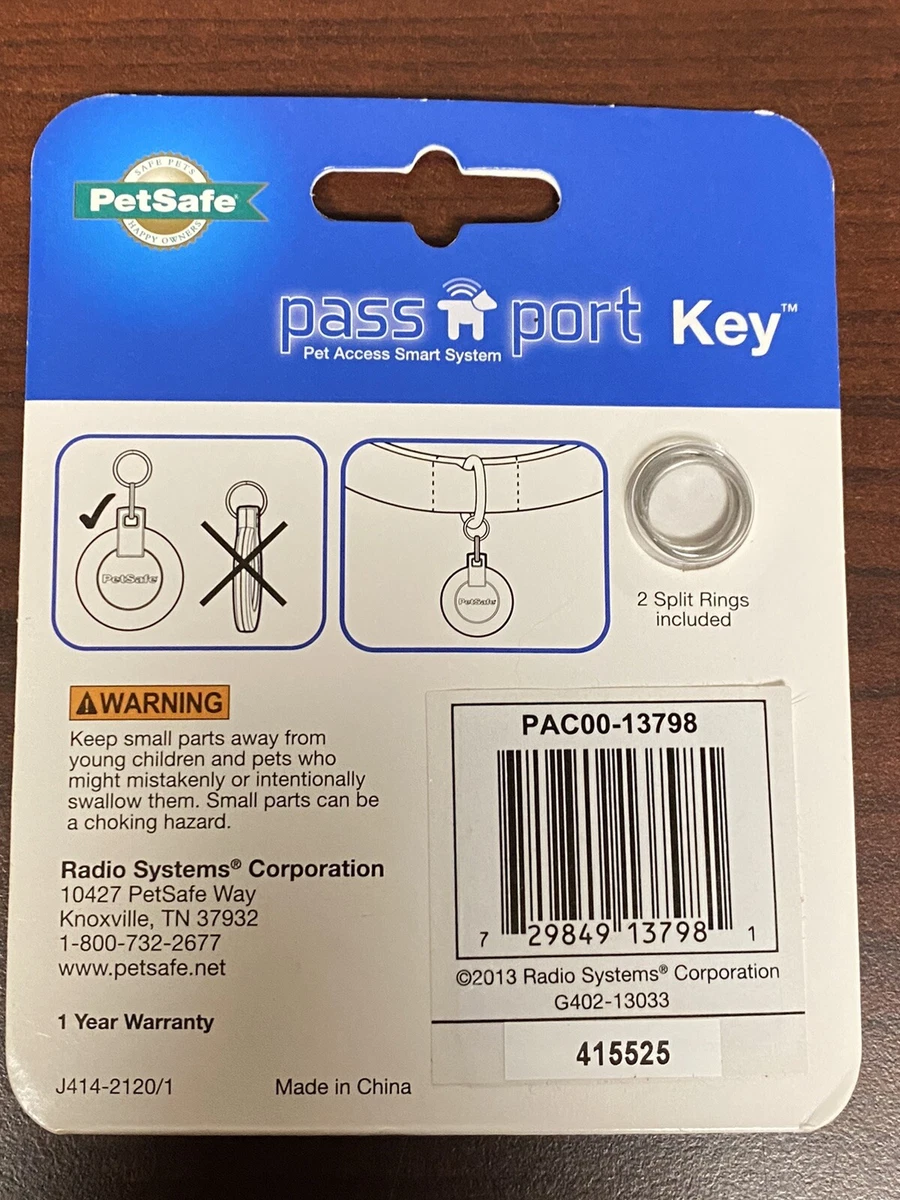 SAFE PETS
PetSafe®
HAPPY OWNERS
pass port Key™
Pet Access Smart System
PetSafe
PetSafe
2 Split Rings
included
WARNING
Keep small parts away from
young children and pets who
might mistakenly or intentionally
swallow them. Small parts can be
a choking hazard.
Radio Systems® Corporation
10427 PetSafe Way
Knoxville, TN 37932
1-800-732-2677
www.petsafe.net
1 Year Warranty
J414-2120/1
Made in China
PAC00-13798
7 29849 13798 1
©2013 Radio Systems® Corporation
G402-13033
415525